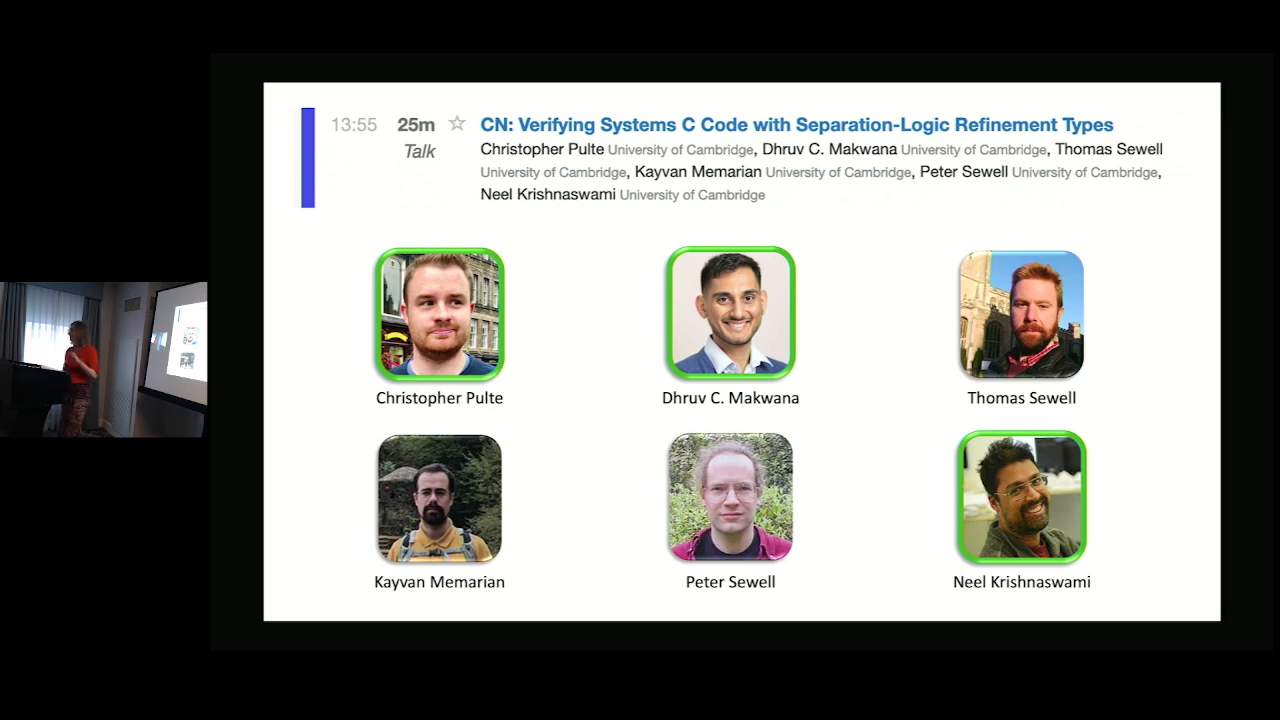 13:55 25m ☆ CN: Verifying Systems C Code with Separation-Logic Refinement Types
Talk Christopher Pulte University of Cambridge, Dhruv C. Makwana University of Cambridge, Thomas Sewell
University of Cambridge, Kayvan Memarian University of Cambridge, Peter Sewell University of Cambridge,
Neel Krishnaswami University of Cambridge
Christopher Pulte
Dhruv C. Makwana
Thomas Sewell
Kayvan Memarian
Peter Sewell
Neel Krishnaswami